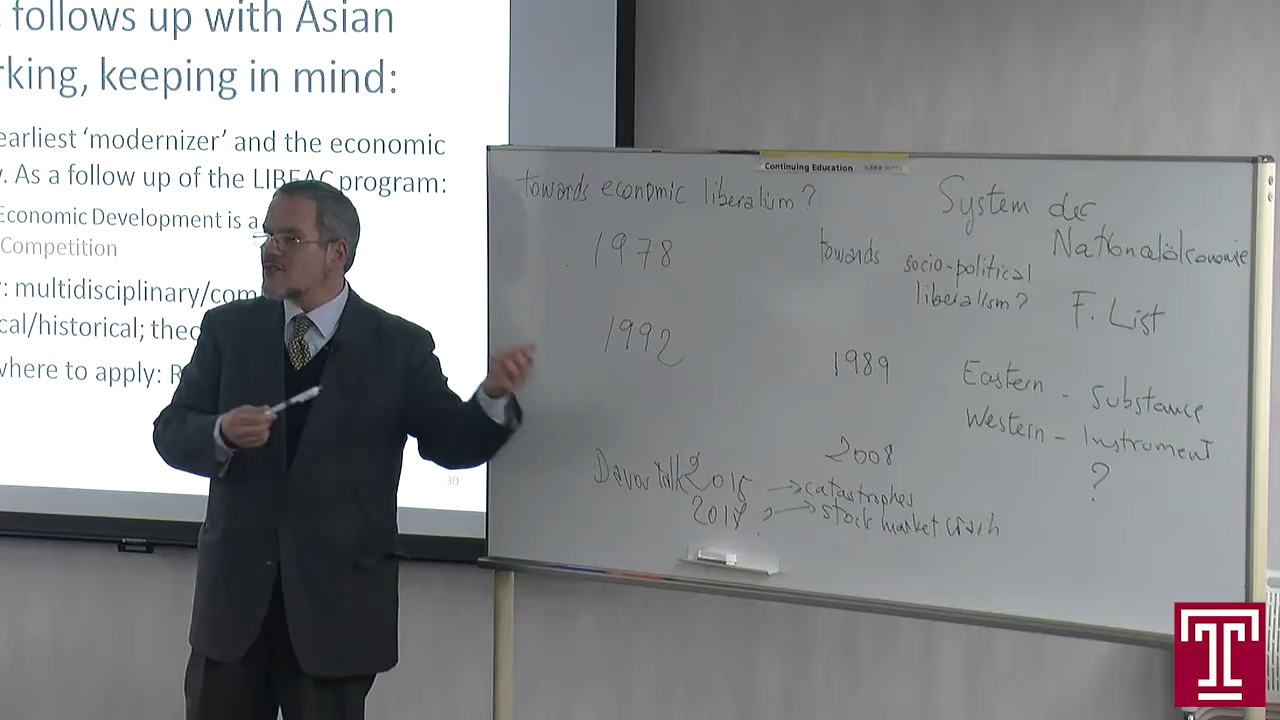 follows up with Asian
rking, keeping in mind:
earliest ‘modernizer’ and the economic
. As a follow up of the LIBEAC program:
Economic Development is a
Competition
: multidisciplinary/com
cal/historical; theo
where to apply: R
30
Continuing Education
towards economic liberalism?
1978
1992
towards socio-political
liberalism?
1989
2008
System der
Nationalökonomie
F. List
Eastern - Substance
Western - Instrument
?
Davos talk 2015 → catastrophes
2018 ? → stock market crash
T